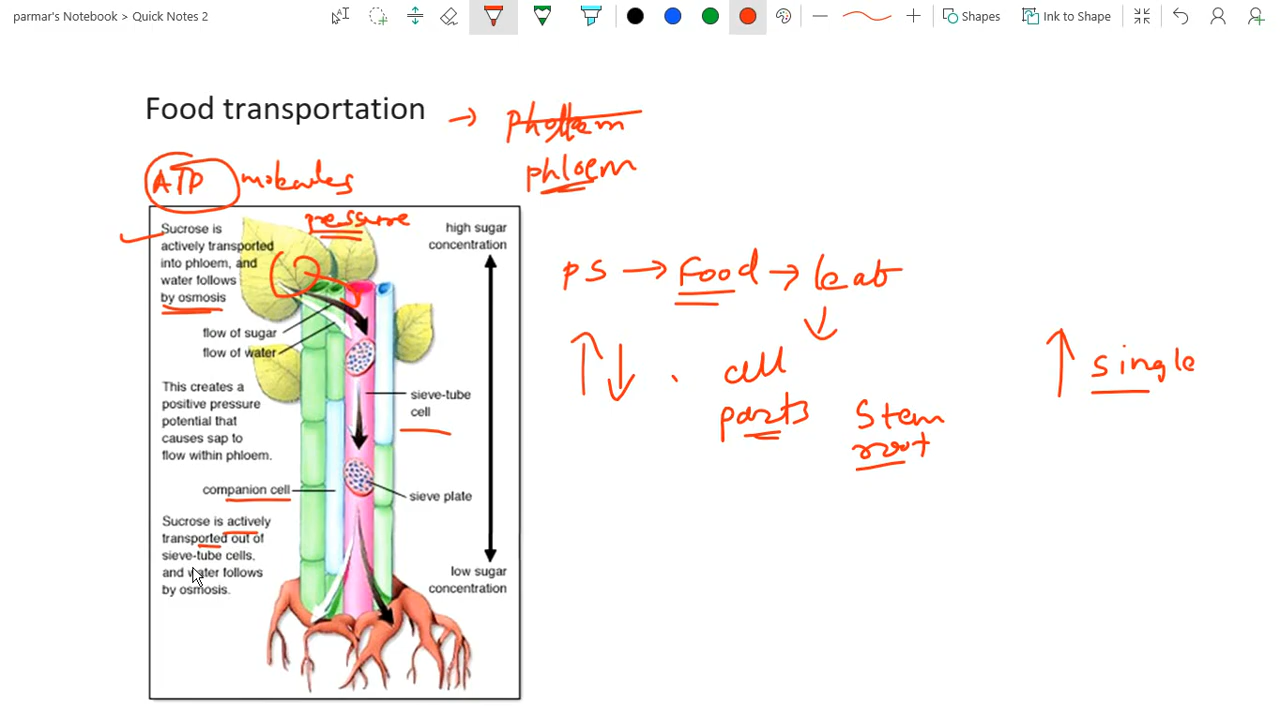 parmar's Notebook > Quick Notes 2
Shapes
Ink to Shape
Food transportation → phloem
phloem
ATP molecules
pressure
Sucrose is
actively transported
into phloem, and
water follows
by osmosis
high sugar
concentration
flow of sugar
flow of water
This creates a
positive pressure
potential that
causes sap to
flow within phloem.
sieve-tube
cell
companion cell
sieve plate
Sucrose is actively
transported out of
sieve-tube cells,
and water follows
by osmosis.
low sugar
concentration
PS → Food → leaf
↓
↑↓ . all
parts
Stem
root
↑ single